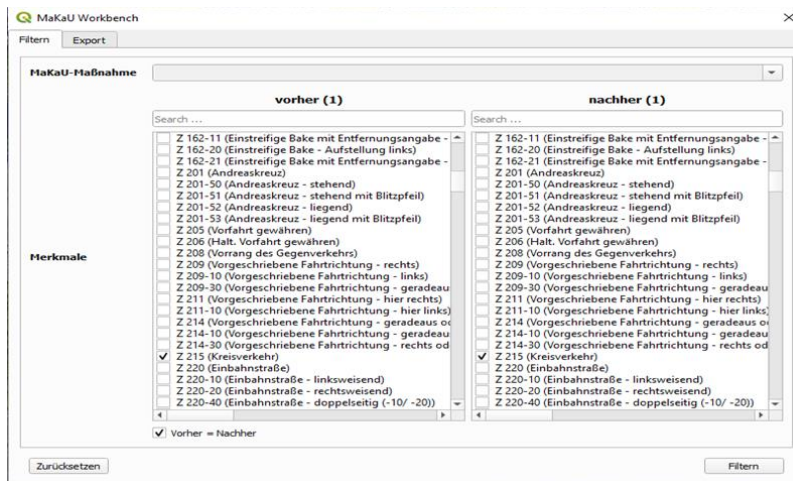 MaKaU Workbench
Filtern Export
MaKaU-Maßnahme
vorher (1)
Search ...
Z 162-11 (Einstreifige Bake mit Entfernungsangabe -
Z 162-20 (Einstreifige Bake - Aufstellung links)
Z 162-21 (Einstreifige Bake mit Entfernungsangabe -
Z 201 (Andreaskreuz)
Z 201-50 (Andreaskreuz - stehend)
Z 201-51 (Andreaskreuz - stehend mit Blitzpfeil)
Z 201-52 (Andreaskreuz - liegend)
Z 201-53 (Andreaskreuz - liegend mit Blitzpfeil)
Z 205 (Vorfahrt gewähren)
Z 206 (Halt. Vorfahrt gewähren)
Z 208 (Vorrang des Gegenverkehrs)
Z 209 (Vorgeschriebene Fahrtrichtung - rechts)
Z 209-10 (Vorgeschriebene Fahrtrichtung - links)
Z 209-30 (Vorgeschriebene Fahrtrichtung - geradeau
Z 211 (Vorgeschriebene Fahrtrichtung - hier rechts)
Z 211-10 (Vorgeschriebene Fahrtrichtung - hier links)
Z 214 (Vorgeschriebene Fahrtrichtung - geradeaus od
Z 214-10 (Vorgeschriebene Fahrtrichtung - geradeau
Z 214-30 (Vorgeschriebene Fahrtrichtung - rechts od
Z 215 (Kreisverkehr)
Z 220 (Einbahnstraße)
Z 220-10 (Einbahnstraße - linksweisend)
Z 220-20 (Einbahnstraße - rechtsweisend)
Z 220-40 (Einbahnstraße - doppelseitig (-10/ -20))
nachher (1)
Search ...
Z 162-11 (Einstreifige Bake mit Entfernungsangabe -
Z 162-20 (Einstreifige Bake - Aufstellung links)
Z 162-21 (Einstreifige Bake mit Entfernungsangabe -
Z 201 (Andreaskreuz)
Z 201-50 (Andreaskreuz - stehend)
Z 201-51 (Andreaskreuz - stehend mit Blitzpfeil)
Z 201-52 (Andreaskreuz - liegend)
Z 201-53 (Andreaskreuz - liegend mit Blitzpfeil)
Z 205 (Vorfahrt gewähren)
Z 206 (Halt. Vorfahrt gewähren)
Z 208 (Vorrang des Gegenverkehrs)
Z 209 (Vorgeschriebene Fahrtrichtung - rechts)
Z 209-10 (Vorgeschriebene Fahrtrichtung - links)
Z 209-30 (Vorgeschriebene Fahrtrichtung - geradeau
Z 211 (Vorgeschriebene Fahrtrichtung - hier rechts)
Z 211-10 (Vorgeschriebene Fahrtrichtung - hier links)
Z 214 (Vorgeschriebene Fahrtrichtung - geradeaus od
Z 214-10 (Vorgeschriebene Fahrtrichtung - geradeau
Z 214-30 (Vorgeschriebene Fahrtrichtung - rechts od
Z 215 (Kreisverkehr)
Z 220 (Einbahnstraße)
Z 220-10 (Einbahnstraße - linksweisend)
Z 220-20 (Einbahnstraße - rechtsweisend)
Z 220-40 (Einbahnstraße - doppelseitig (-10/ -20))
Merkmale
Vorher = Nachher
Zurücksetzen
Filtern